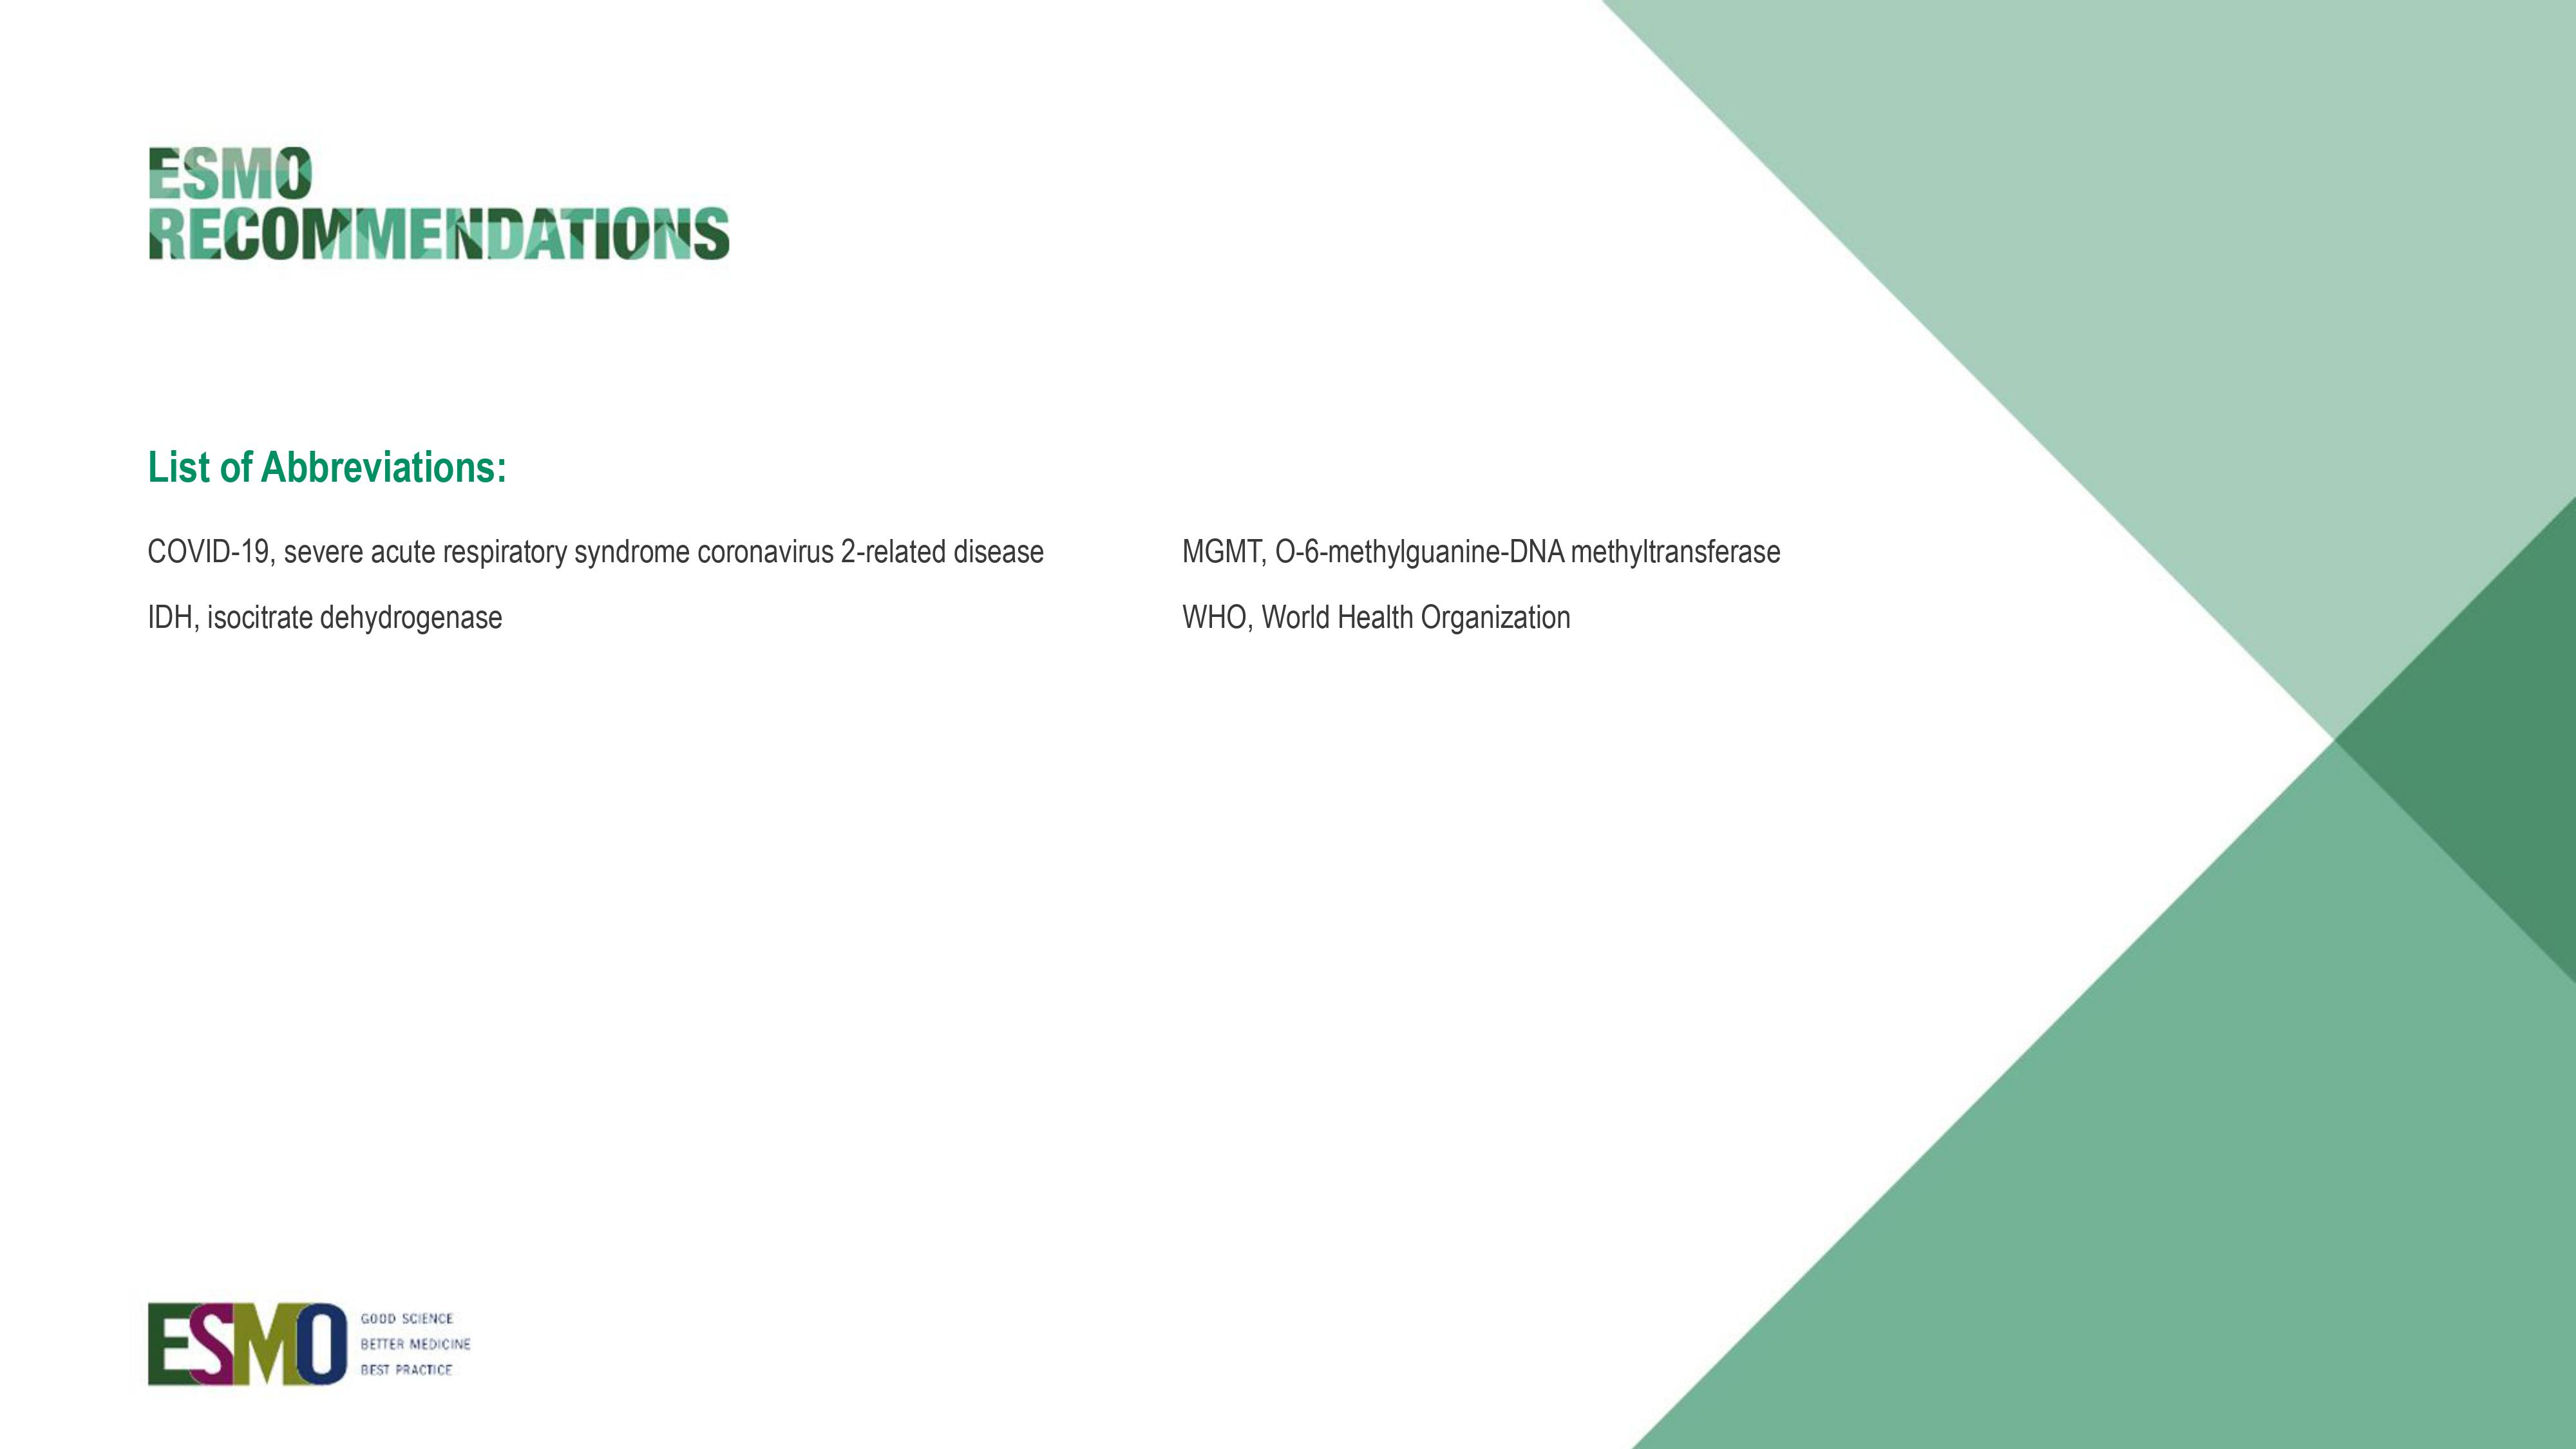 ESMO
RECOMMENDATIONS
List of Abbreviations:
COVID-19, severe acute respiratory syndrome coronavirus 2-related disease
IDH, isocitrate dehydrogenase
MGMT, O-6-methylguanine-DNA methyltransferase
WHO, World Health Organization
ESMO
GOOD SCIENCE
BETTER MEDICINE
BEST PRACTICE